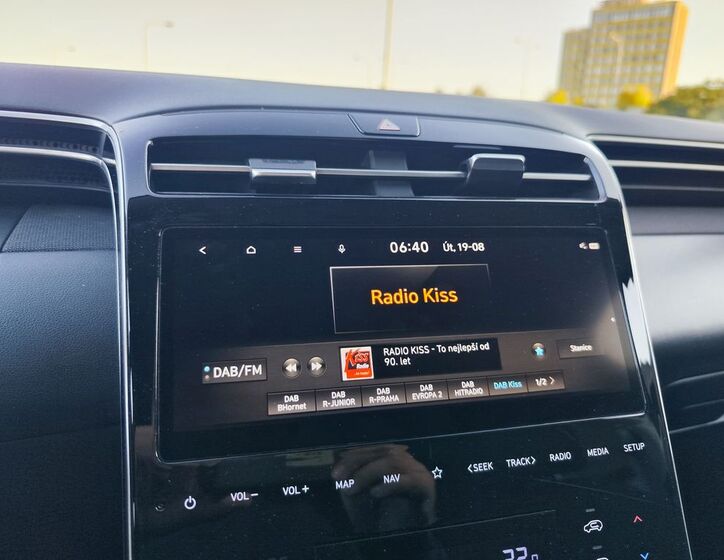 06:40 Út, 19-08
Radio Kiss
DAB/FM
Kiss
Radio
RADIO KISS - To nejlepší od
90. let
Stanice
DAB
BHornet
DAB
R-JUNIOR
DAB
R-PRAHA
DAB
EVROPA 2
DAB
HITRADIO
DAB Kiss
1/2 >
VOL − VOL + MAP NAV <SEEK TRACK> RADIO MEDIA SETUP